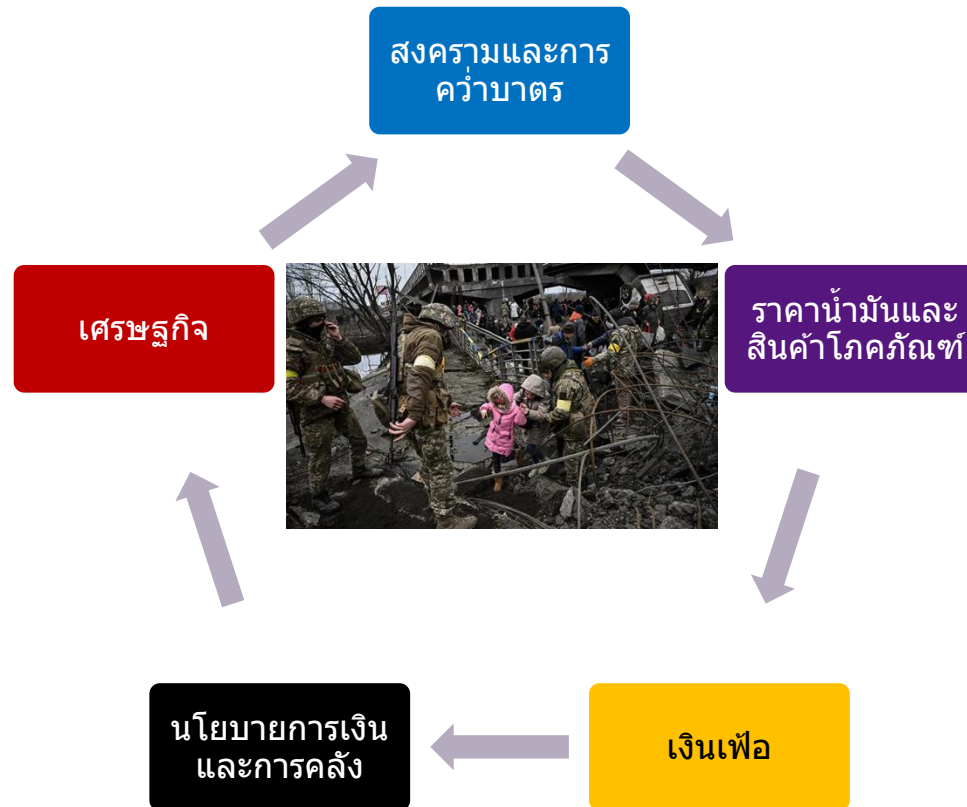 สงครามและการ
คว่ำบาตร
เศรษฐกิจ
ราคาน้ำมันและ
สินค้าโภคภัณฑ์
นโยบายการเงิน
และการคลัง
เงินเฟ้อ